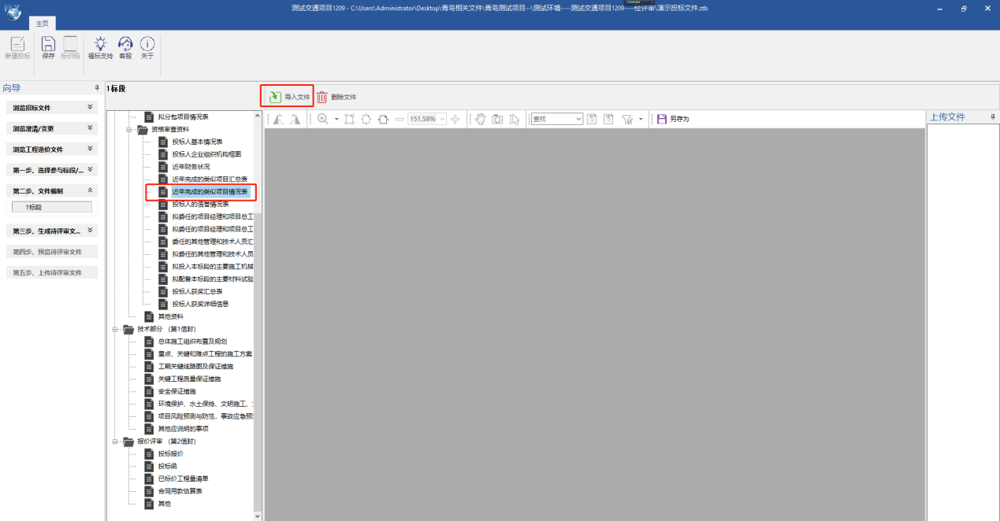 测试交通项目1209 - C:\Users\Administrator\Desktop\青岛相关文件\青岛测试项目--\测试环境----测试交通项目1209----经评审\演示投标文件.ztb
主页
新建投标
保存
标识码
福标支持
客服
关于
向导
浏览招标文件
浏览澄清/变更
浏览工程造价文件
第一步、选择参与标段/...
第二步、文件编制
1标段
第三步、生成待评审文...
第四步、预览待评审文件
第五步、上传待评审文件
1标段
拟分包项目情况表
资格审查资料
投标人基本情况表
投标人企业组织机构框图
近年财务状况
近年完成的类似项目汇总表
近年完成的类似项目情况表
投标人的信誉情况表
拟委任的项目经理和项目总工
拟委任的项目经理和项目总工
委任的其他管理和技术人员汇
拟委任的其他管理和技术人员
拟投入本标段的主要施工机械
拟配备本标段的主要材料试验
投标人获奖汇总表
投标人获奖详细信息
其他资料
技术部分 (第1信封)
总体施工组织布置及规划
重点、关键和难点工程的施工方案
工期关键线路图及保证措施
关键工程质量保证措施
安全保证措施
环境保护、水土保持、文明施工、
项目风险预测与防范，事故应急预
其他应说明的事项
报价评审 (第2信封)
投标报价
投标函
已标价工程量清单
合同用款估算表
其他
导入文件
删除文件
151.58%
查找
另存为
上传文件